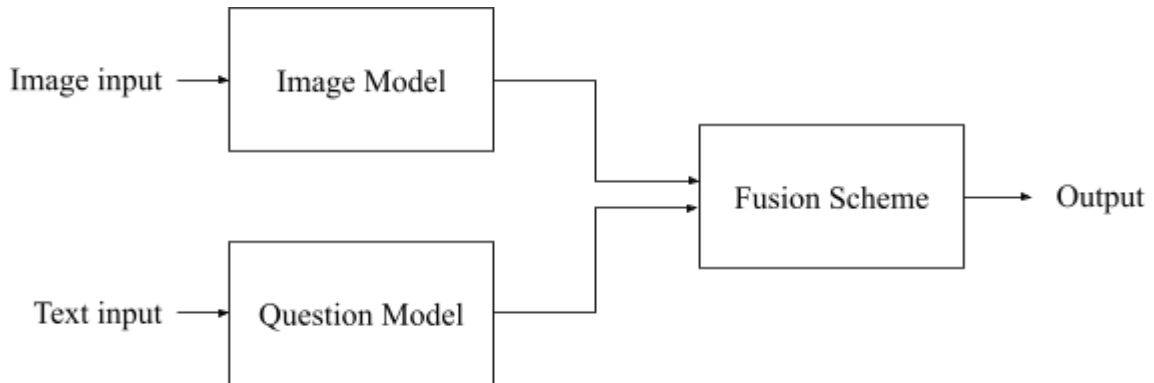 Image input
Image Model
Fusion Scheme
Output
Text input
Question Model